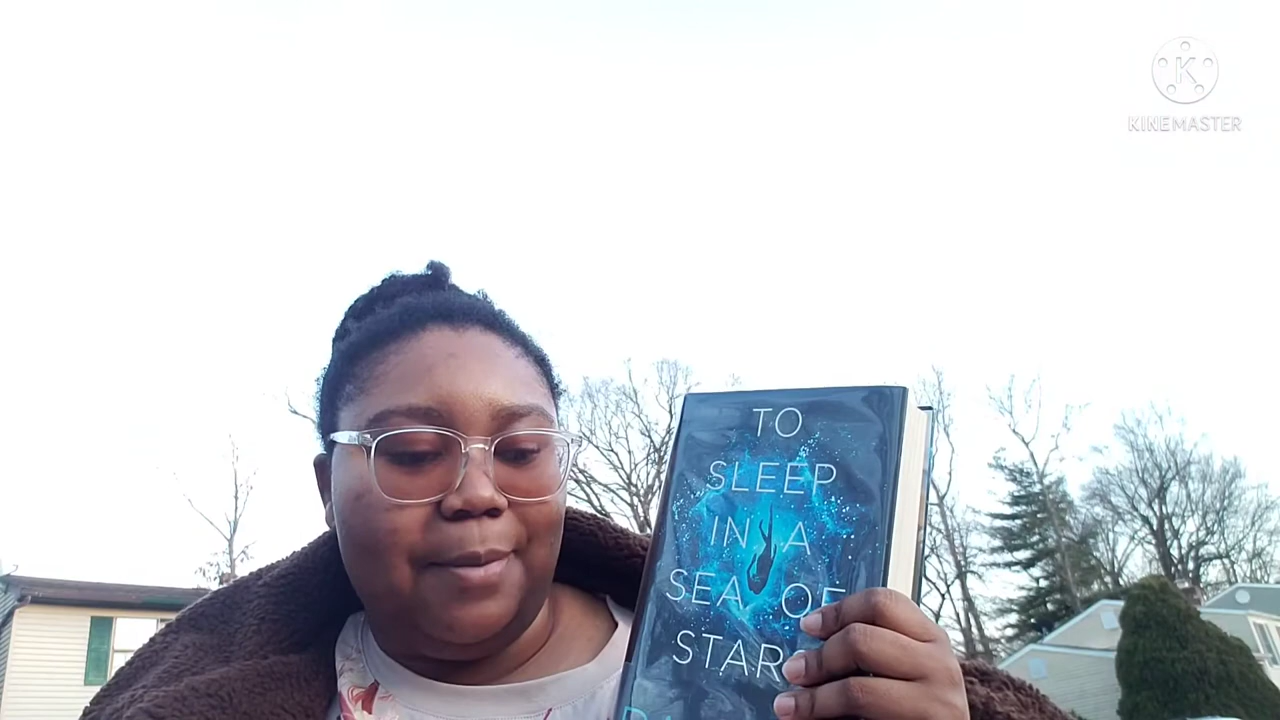 K
KINEMASTER
TO
SLEEP
IN A
SEA OF
STAR